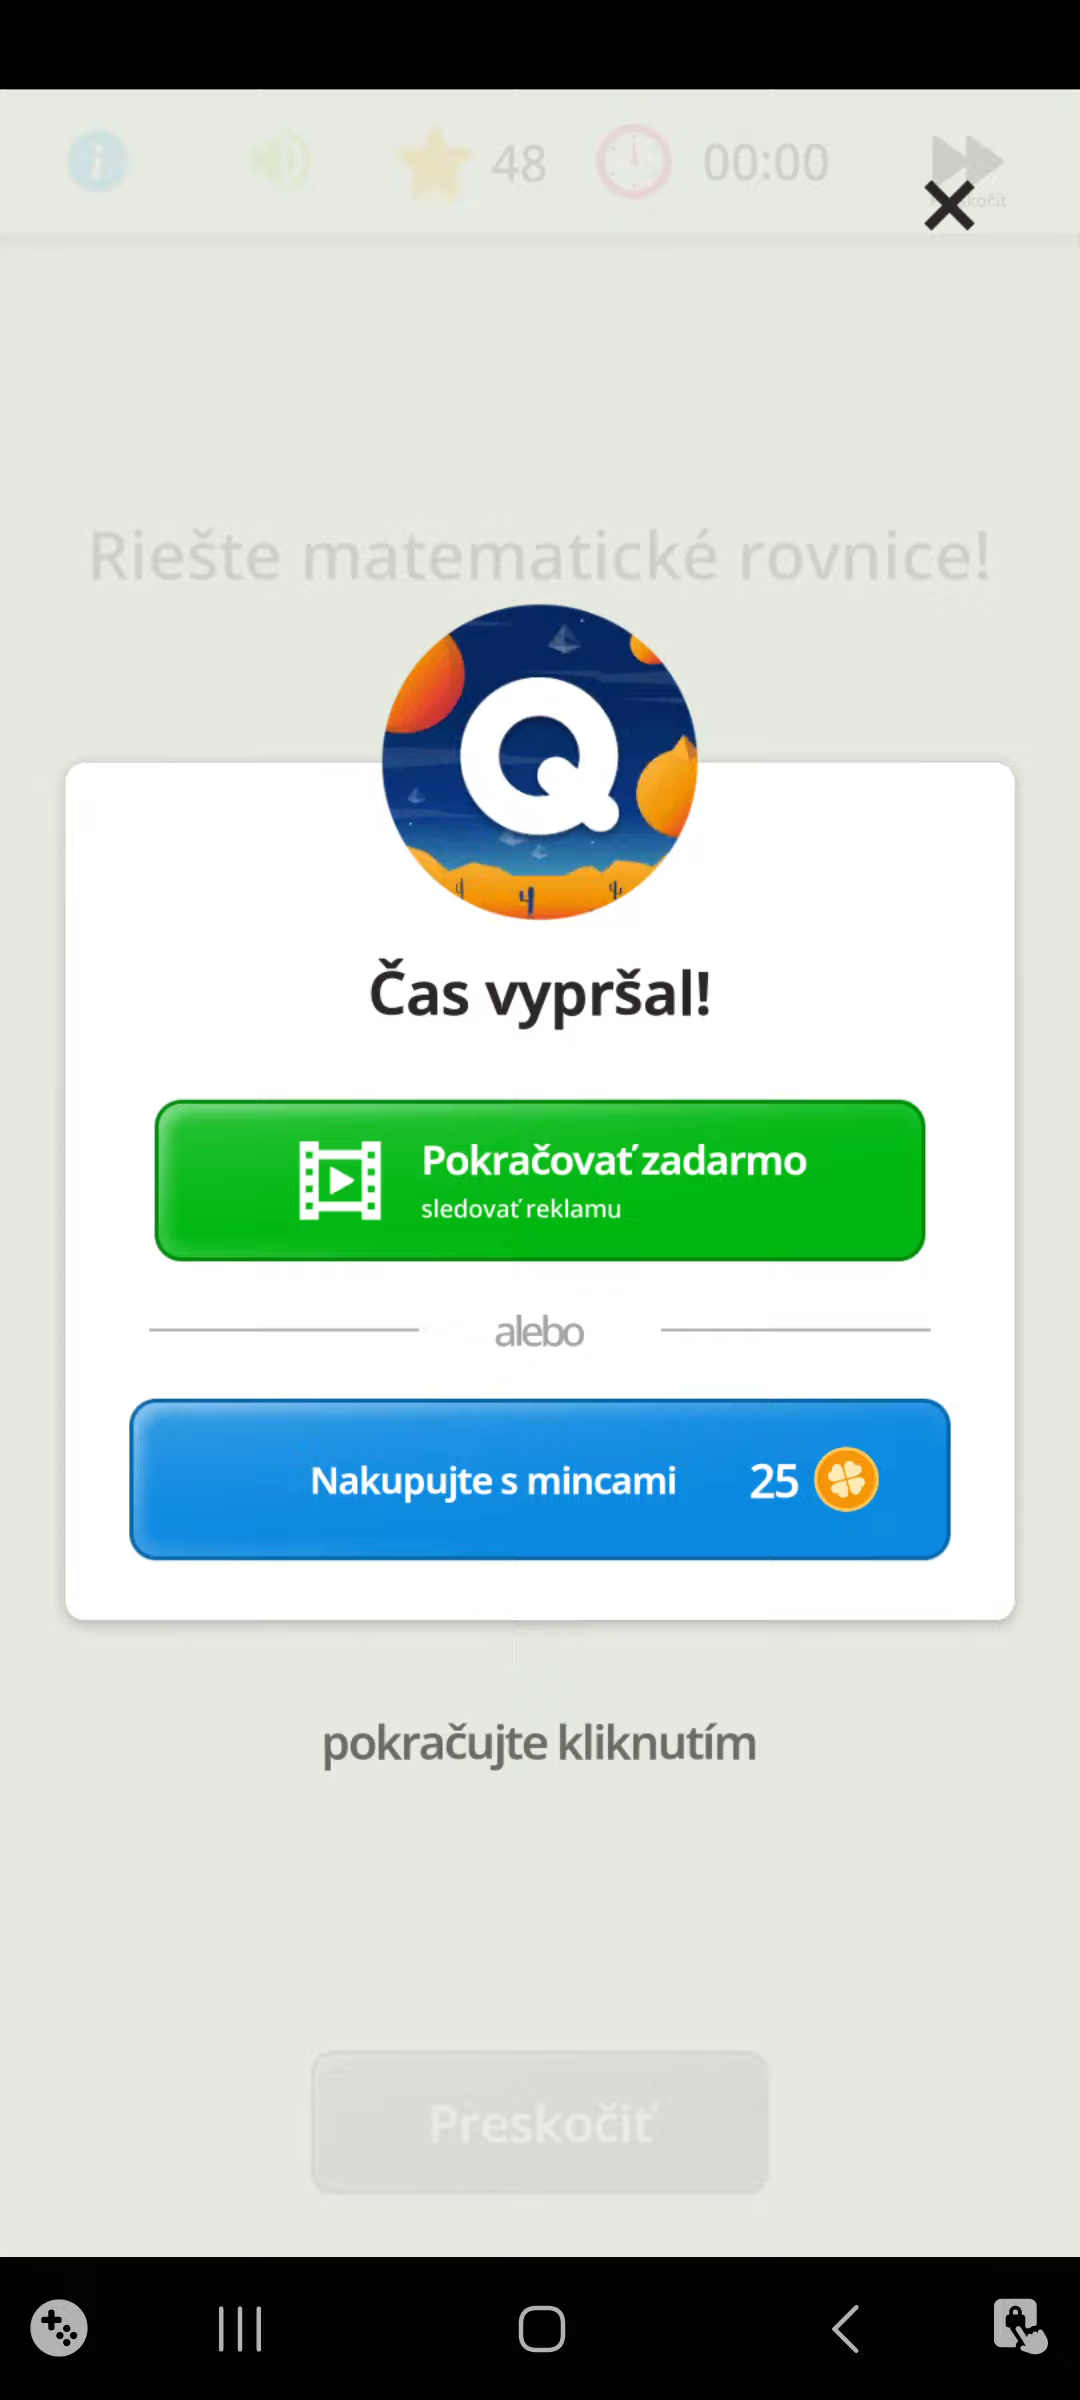 48
00:00
Riešte matematické rovnice!
Q
Čas vypršal!
Pokračovať zadarmo
sledovať reklamu
alebo
Nakupujte s mincami 25
pokračujte kliknutím
Preskočiť